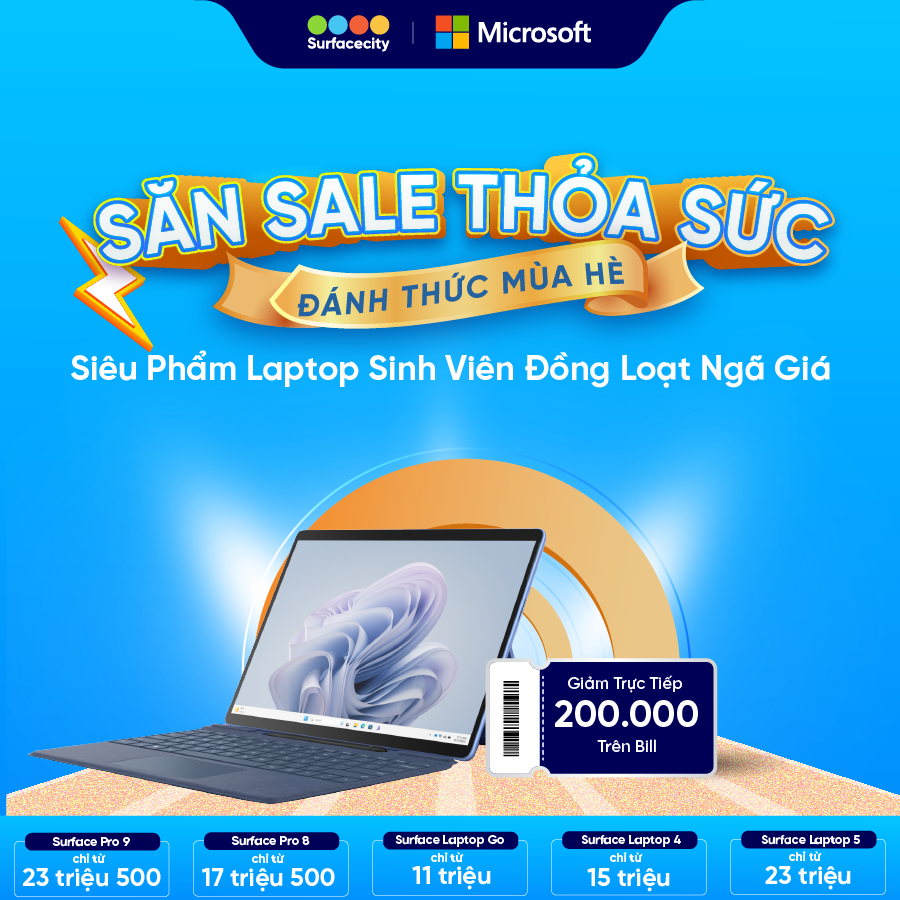 Surfacecity
Microsoft
SĂN SALE THỎA SỨC
ĐÁNH THỨC MÙA HÈ
Siêu Phẩm Laptop Sinh Viên Đồng Loạt Ngã Giá
Giảm Trực Tiếp
200.000
Trên Bill
Surface Pro 9
chỉ từ
23 triệu 500
Surface Pro 8
chỉ từ
17 triệu 500
Surface Laptop Go
chỉ từ
11 triệu
Surface Laptop 4
chỉ từ
15 triệu
Surface Laptop 5
chỉ từ
23 triệu